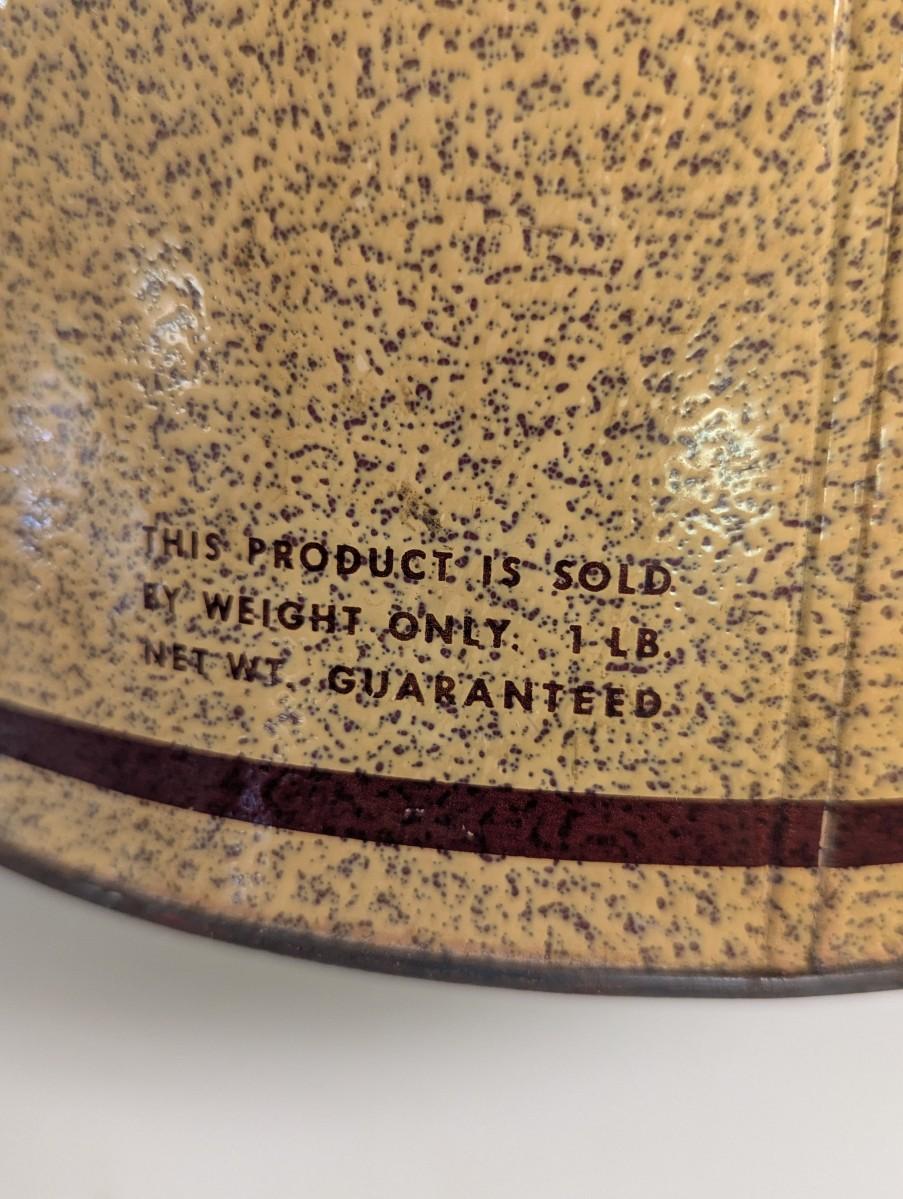 THIS PRODUCT IS SOLD
BY WEIGHT ONLY. 1 LB.
NET WT. GUARANTEED